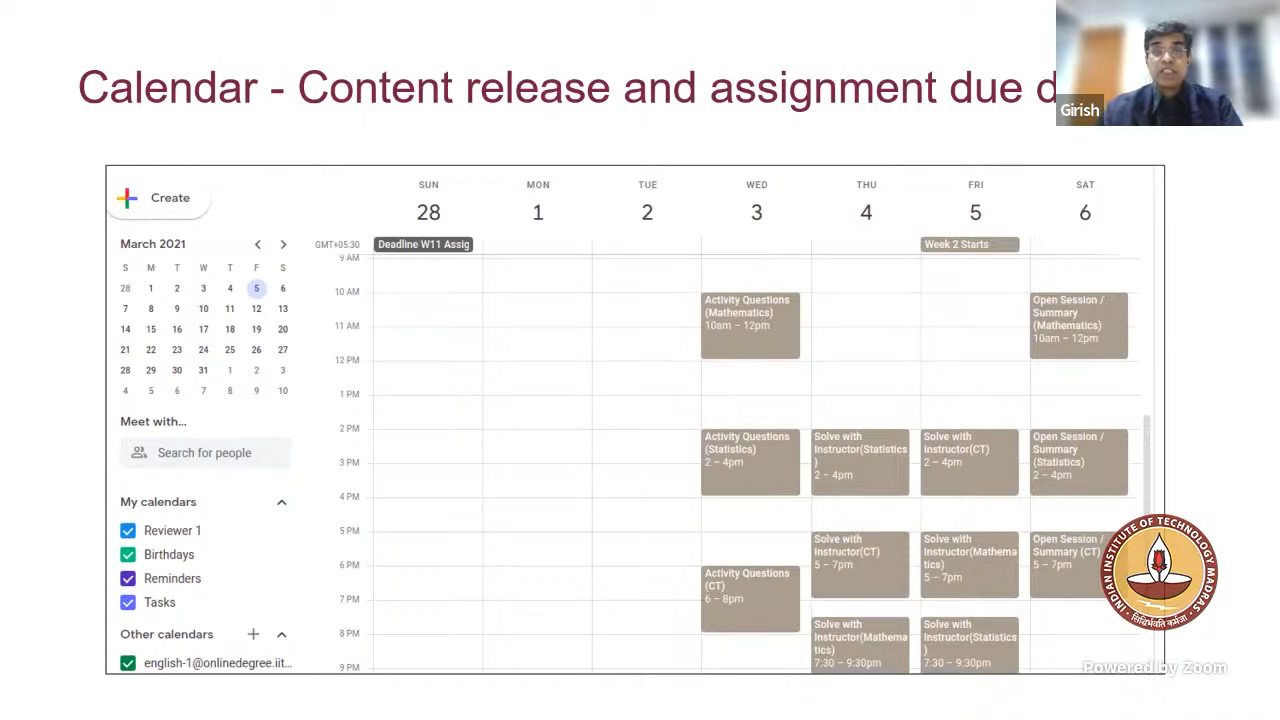 Calendar - Content release and assignment due d
Girish
Create
March 2021
S M T W T F S
28 1 2 3 4 5 6
7 8 9 10 11 12 13
14 15 16 17 18 19 20
21 22 23 24 25 26 27
28 29 30 31 1 2 3
4 5 6 7 8 9 10
Meet with...
Search for people
My calendars
Reviewer 1
Birthdays
Reminders
Tasks
Other calendars
english-1@onlinedegree.iit...
SUN MON TUE WED THU FRI SAT
28 1 2 3 4 5 6
GMT+05:30
Deadline W11 Assig
Week 2 Starts
9 AM
10 AM
11 AM
12 PM
1 PM
2 PM
3 PM
4 PM
5 PM
6 PM
7 PM
8 PM
9 PM
Activity Questions
(Mathematics)
10am – 12pm
Activity Questions
(Statistics)
2 – 4pm
Activity Questions
(CT)
6 – 8pm
Solve with
Instructor(Statistics
)
2 – 4pm
Solve with
Instructor(CT)
5 – 7pm
Solve with
Instructor(Mathema
tics)
7:30 – 9:30pm
Solve with
Instructor(CT)
2 – 4pm
Solve with
Instructor(Mathema
tics)
5 – 7pm
Solve with
Instructor(Statistics
)
7:30 – 9:30pm
Open Session /
Summary
(Mathematics)
10am – 12pm
Open Session /
Summary
(Statistics)
2 – 4pm
Open Session /
Summary (CT)
5 – 7pm
INDIAN INSTITUTE OF TECHNOLOGY MADRAS
सिद्धिर्भवति कर्मजा
Powered by Zoom